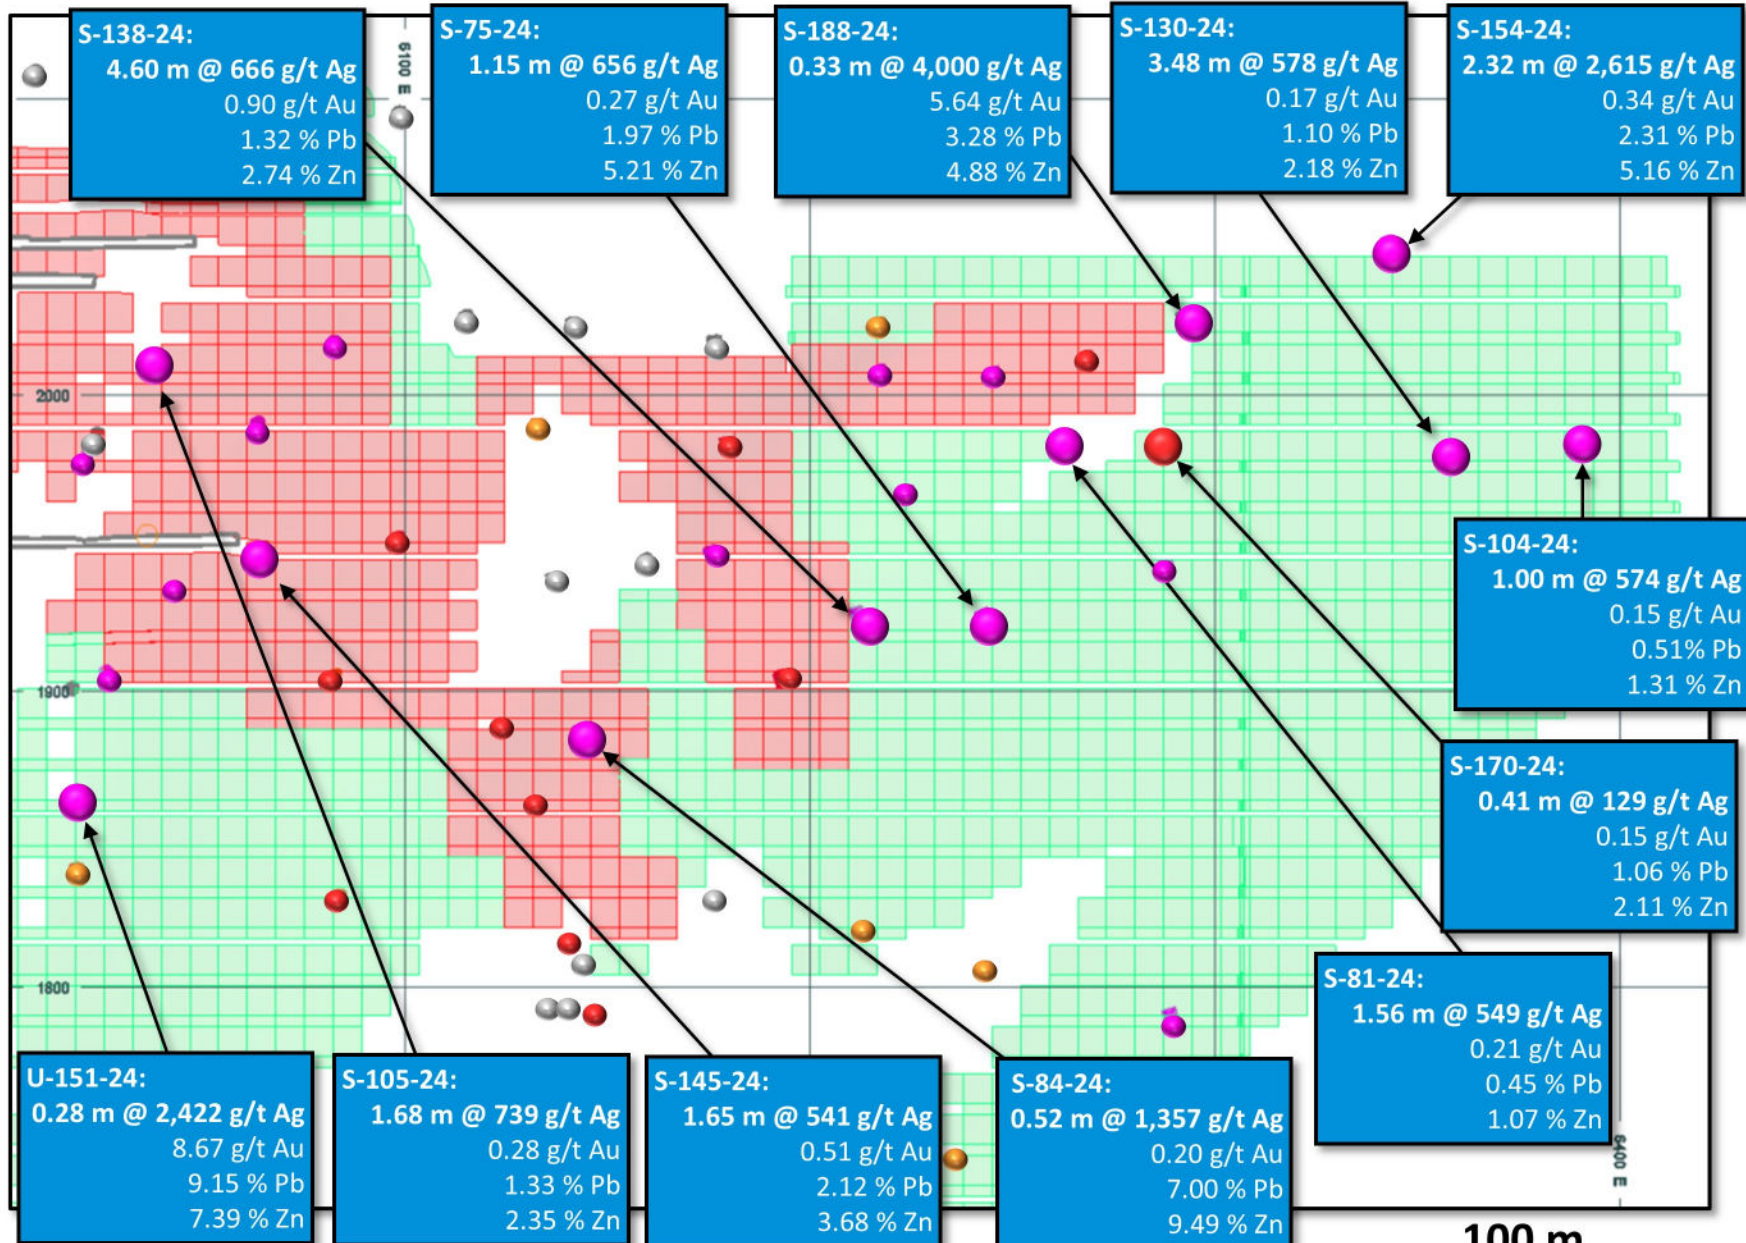 S-138-24:
4.60 m @ 666 g/t Ag
0.90 g/t Au
1.32 % Pb
2.74 % Zn
6100 E
S-75-24:
1.15 m @ 656 g/t Ag
0.27 g/t Au
1.97 % Pb
5.21 % Zn
S-188-24:
0.33 m @ 4,000 g/t Ag
5.64 g/t Au
3.28 % Pb
4.88 % Zn
S-130-24:
3.48 m @ 578 g/t Ag
0.17 g/t Au
1.10 % Pb
2.18 % Zn
S-154-24:
2.32 m @ 2,615 g/t Ag
0.34 g/t Au
2.31 % Pb
5.16 % Zn
2000
S-104-24:
1.00 m @ 574 g/t Ag
0.15 g/t Au
0.51% Pb
1.31 % Zn
1900
S-170-24:
0.41 m @ 129 g/t Ag
0.15 g/t Au
1.06 % Pb
2.11 % Zn
1800
S-81-24:
1.56 m @ 549 g/t Ag
0.21 g/t Au
0.45 % Pb
1.07 % Zn
U-151-24:
0.28 m @ 2,422 g/t Ag
8.67 g/t Au
9.15 % Pb
7.39 % Zn
S-105-24:
1.68 m @ 739 g/t Ag
0.28 g/t Au
1.33 % Pb
2.35 % Zn
S-145-24:
1.65 m @ 541 g/t Ag
0.51 g/t Au
2.12 % Pb
3.68 % Zn
S-84-24:
0.52 m @ 1,357 g/t Ag
0.20 g/t Au
7.00 % Pb
9.49 % Zn
6400 E
100 m